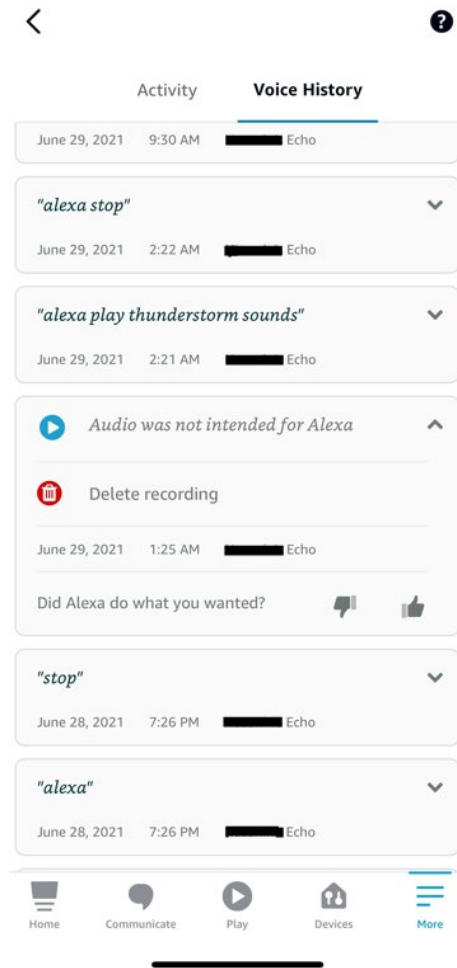 ?
Activity Voice History
June 29, 2021 9:30 AM Echo
"alexa stop"
June 29, 2021 2:22 AM Echo
"alexa play thunderstorm sounds"
June 29, 2021 2:21 AM Echo
Audio was not intended for Alexa
Delete recording
June 29, 2021 1:25 AM Echo
Did Alexa do what you wanted?
"stop"
June 28, 2021 7:26 PM Echo
"alexa"
June 28, 2021 7:26 PM Echo
Home Communicate Play Devices More